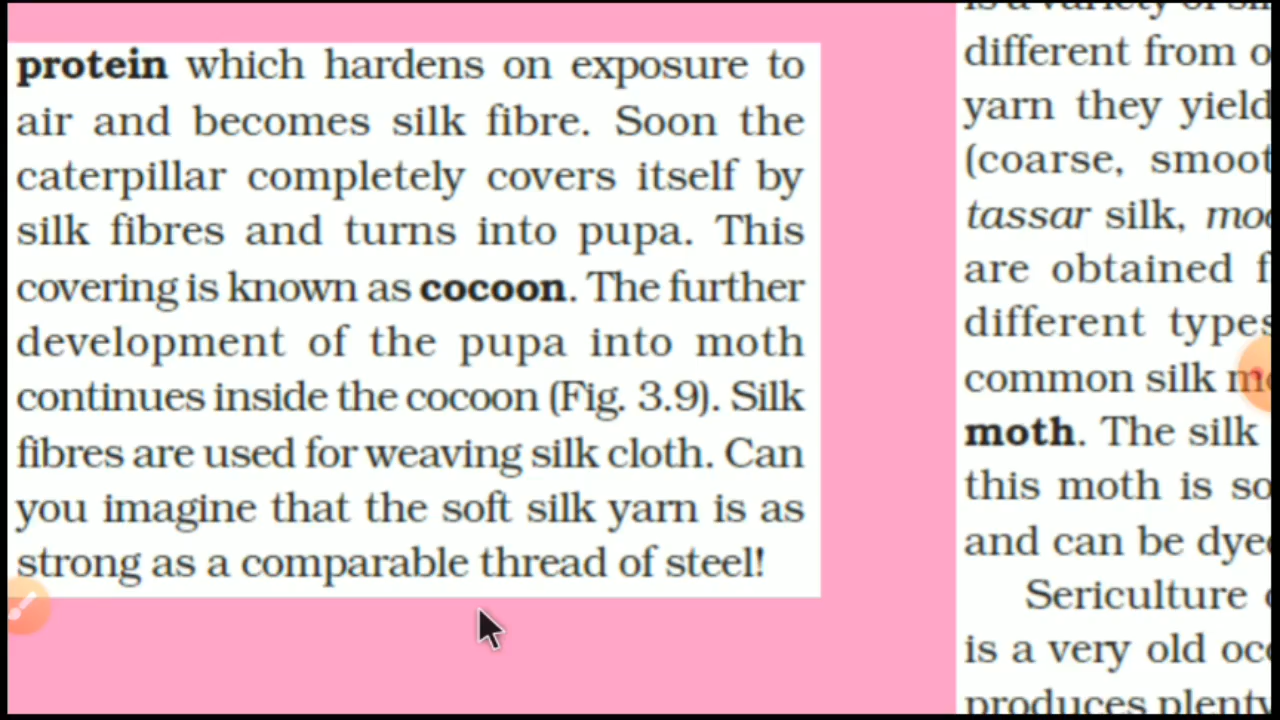 protein which hardens on exposure to
air and becomes silk fibre. Soon the
caterpillar completely covers itself by
silk fibres and turns into pupa. This
covering is known as cocoon. The further
development of the pupa into moth
continues inside the cocoon (Fig. 3.9). Silk
fibres are used for weaving silk cloth. Can
you imagine that the soft silk yarn is as
strong as a comparable thread of steel!
is a variety of
different from
yarn they yield
(coarse,
tassar silk,
are obtained
different types
common silk
moth. The silk
this moth is
and can be
Sericulture
is a very old
produces plenty